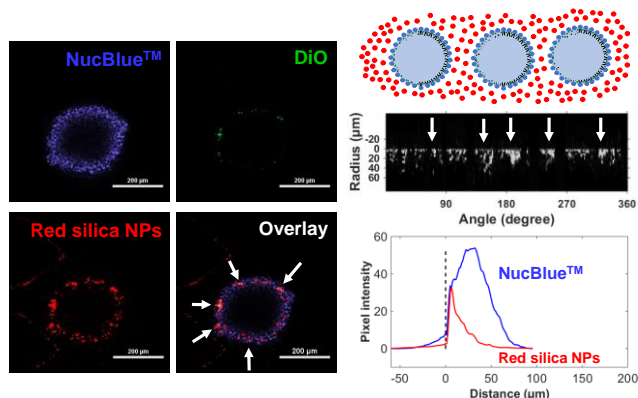 NucBlue™
DiO
200 μm
200 μm
Red silica NPs
Overlay
200 μm
200 μm
Radius (μm)
-20
0
20
40
60
90
180
270
360
Angle (degree)
Pixel intensity
60
40
20
0
NucBlue™
Red silica NPs
-50
0
50
100
150
200
Distance (μm)